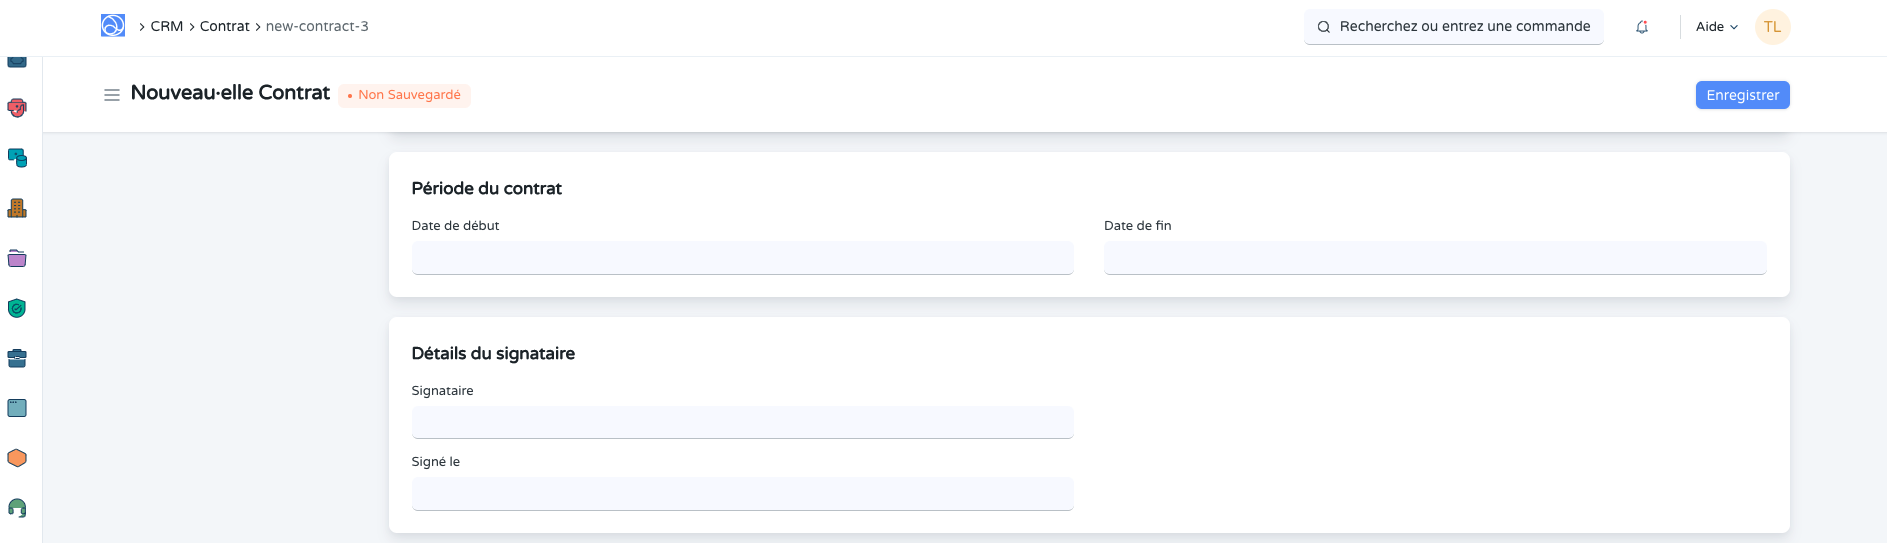 CRM Contrat new-contract-3
Recherchez ou entrez une commande
Aide
TL
Nouveau·elle Contrat
Non Sauvegardé
Enregistrer
Période du contrat
Date de début
Date de fin
Détails du signataire
Signataire
Signé le